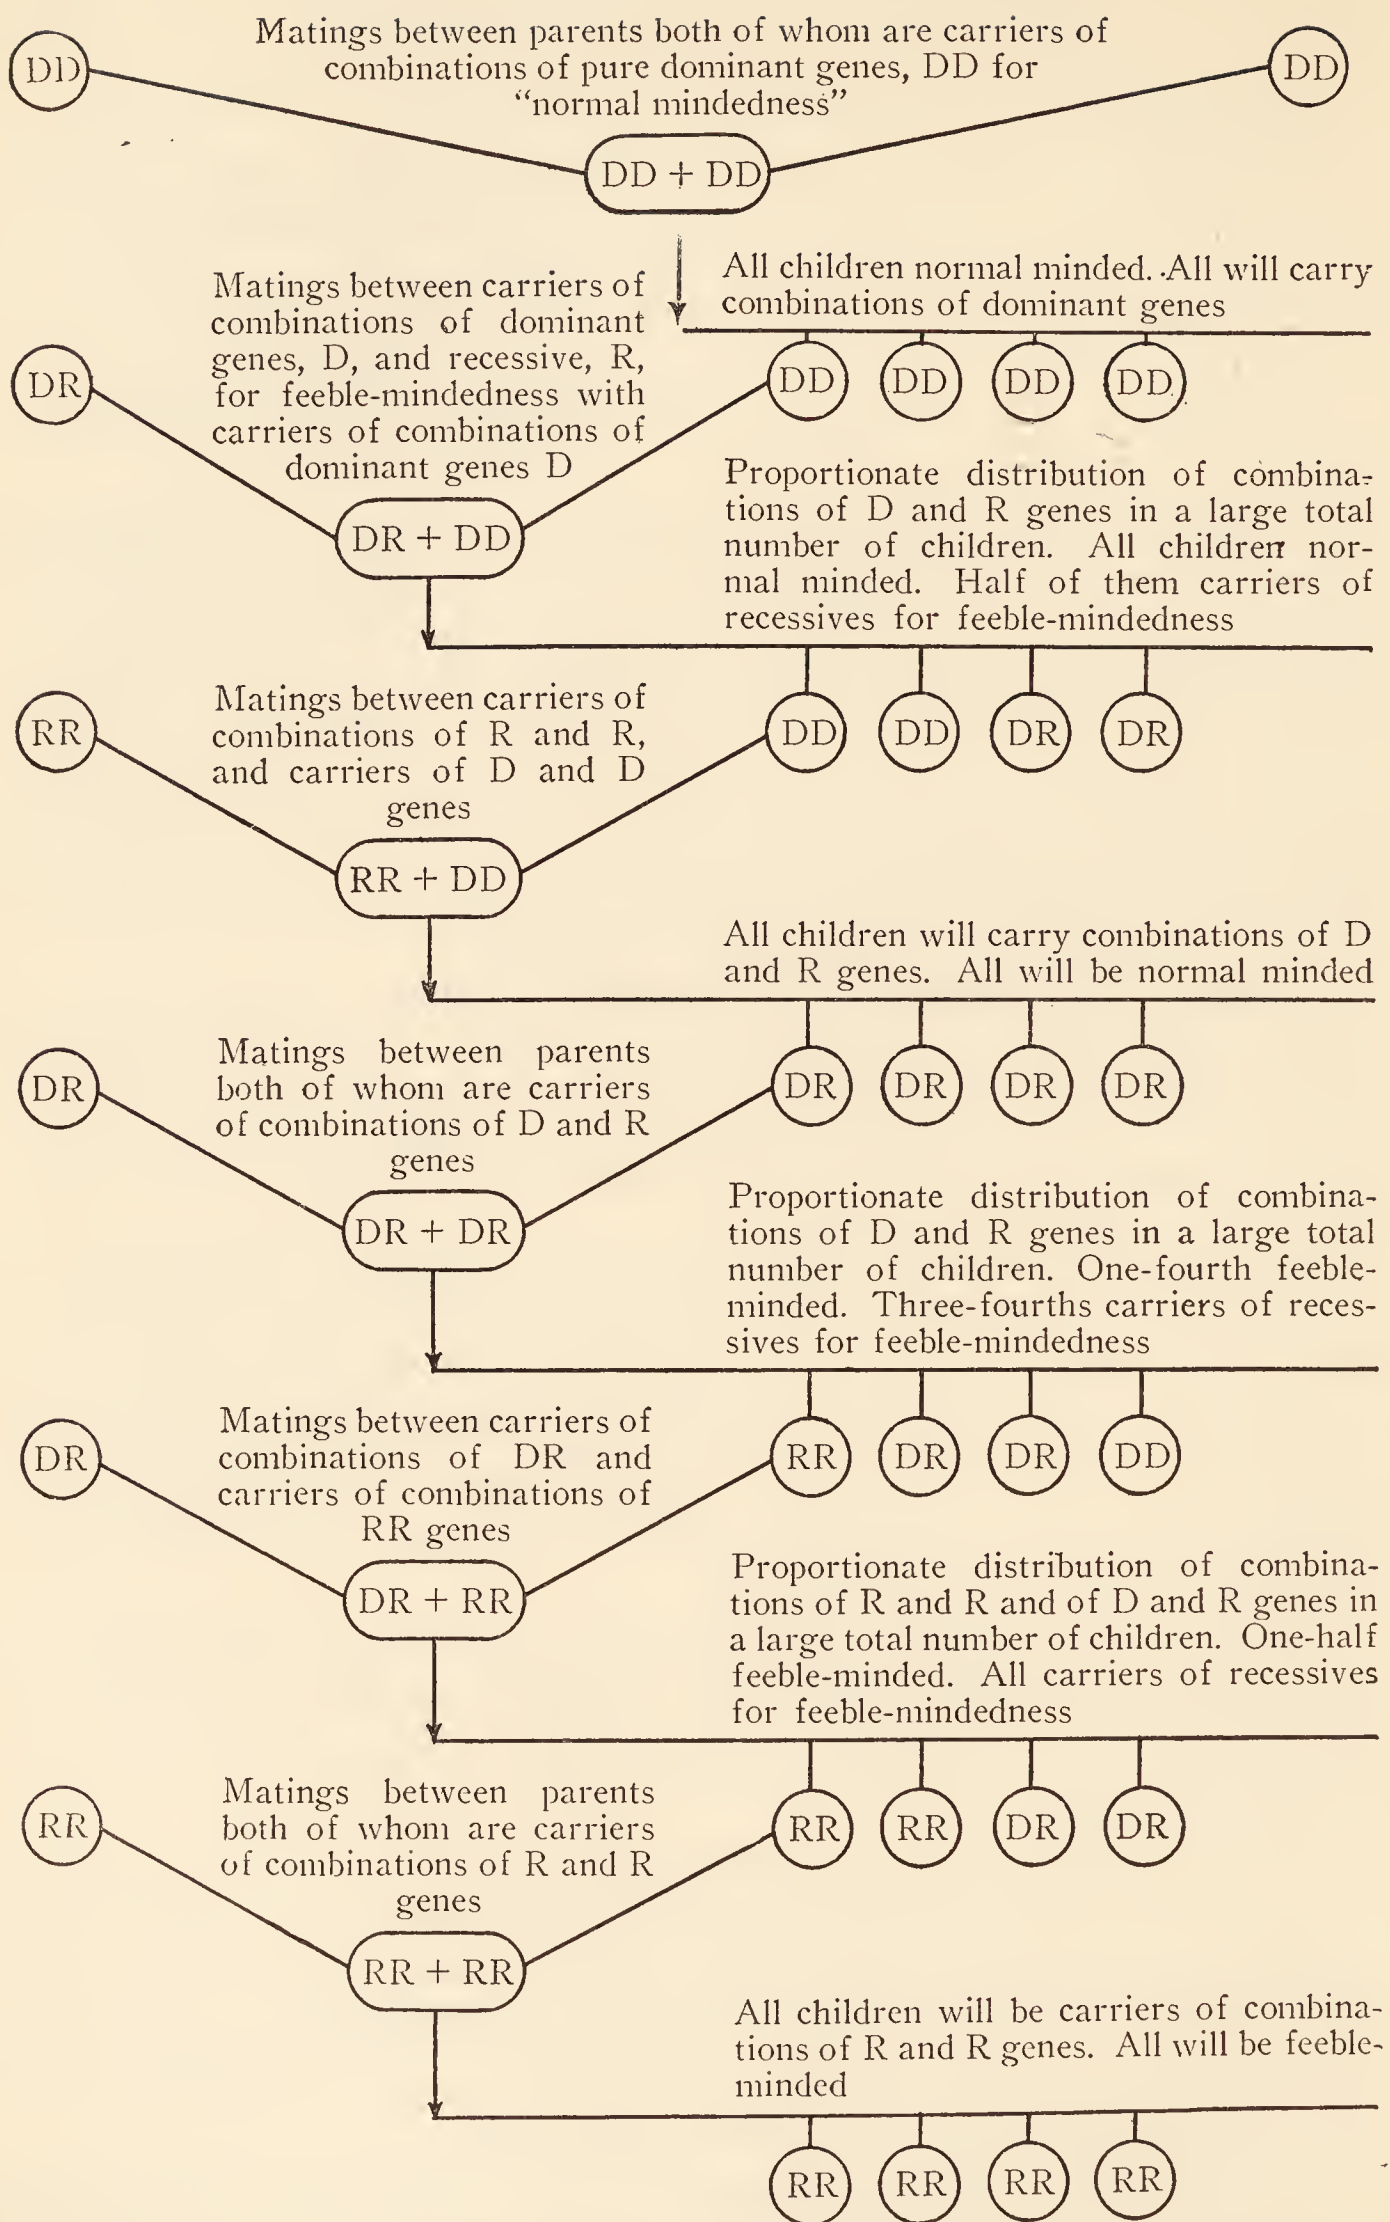 Matings between parents both of whom are carriers of
combinations of pure dominant genes, DD for
“normal mindedness”
DD
DD
DD + DD
All children normal minded. All will carry
combinations of dominant genes
Matings between carriers of
combinations of dominant
genes, D, and recessive, R,
for feeble-mindedness with
carriers of combinations of
dominant genes D
DR
DD DD DD DD
DR + DD
Proportionate distribution of combina-
tions of D and R genes in a large total
number of children. All children nor-
mal minded. Half of them carriers of
recessives for feeble-mindedness
Matings between carriers of
combinations of R and R,
and carriers of D and D
genes
RR
DD DD DR DR
RR + DD
All children will carry combinations of D
and R genes. All will be normal minded
Matings between parents
both of whom are carriers
of combinations of D and R
genes
DR
DR DR DR DR
DR + DR
Proportionate distribution of combina-
tions of D and R genes in a large total
number of children. One-fourth feeble-
minded. Three-fourths carriers of reces-
sives for feeble-mindedness
Matings between carriers of
combinations of DR and
carriers of combinations of
RR genes
DR
RR DR DR DD
DR + RR
Proportionate distribution of combina-
tions of R and R and of D and R genes in
a large total number of children. One-half
feeble-minded. All carriers of recessives
for feeble-mindedness
Matings between parents
both of whom are carriers
of combinations of R and R
genes
RR
RR RR DR DR
RR + RR
All children will be carriers of combina-
tions of R and R genes. All will be feeble-
minded
RR RR RR RR